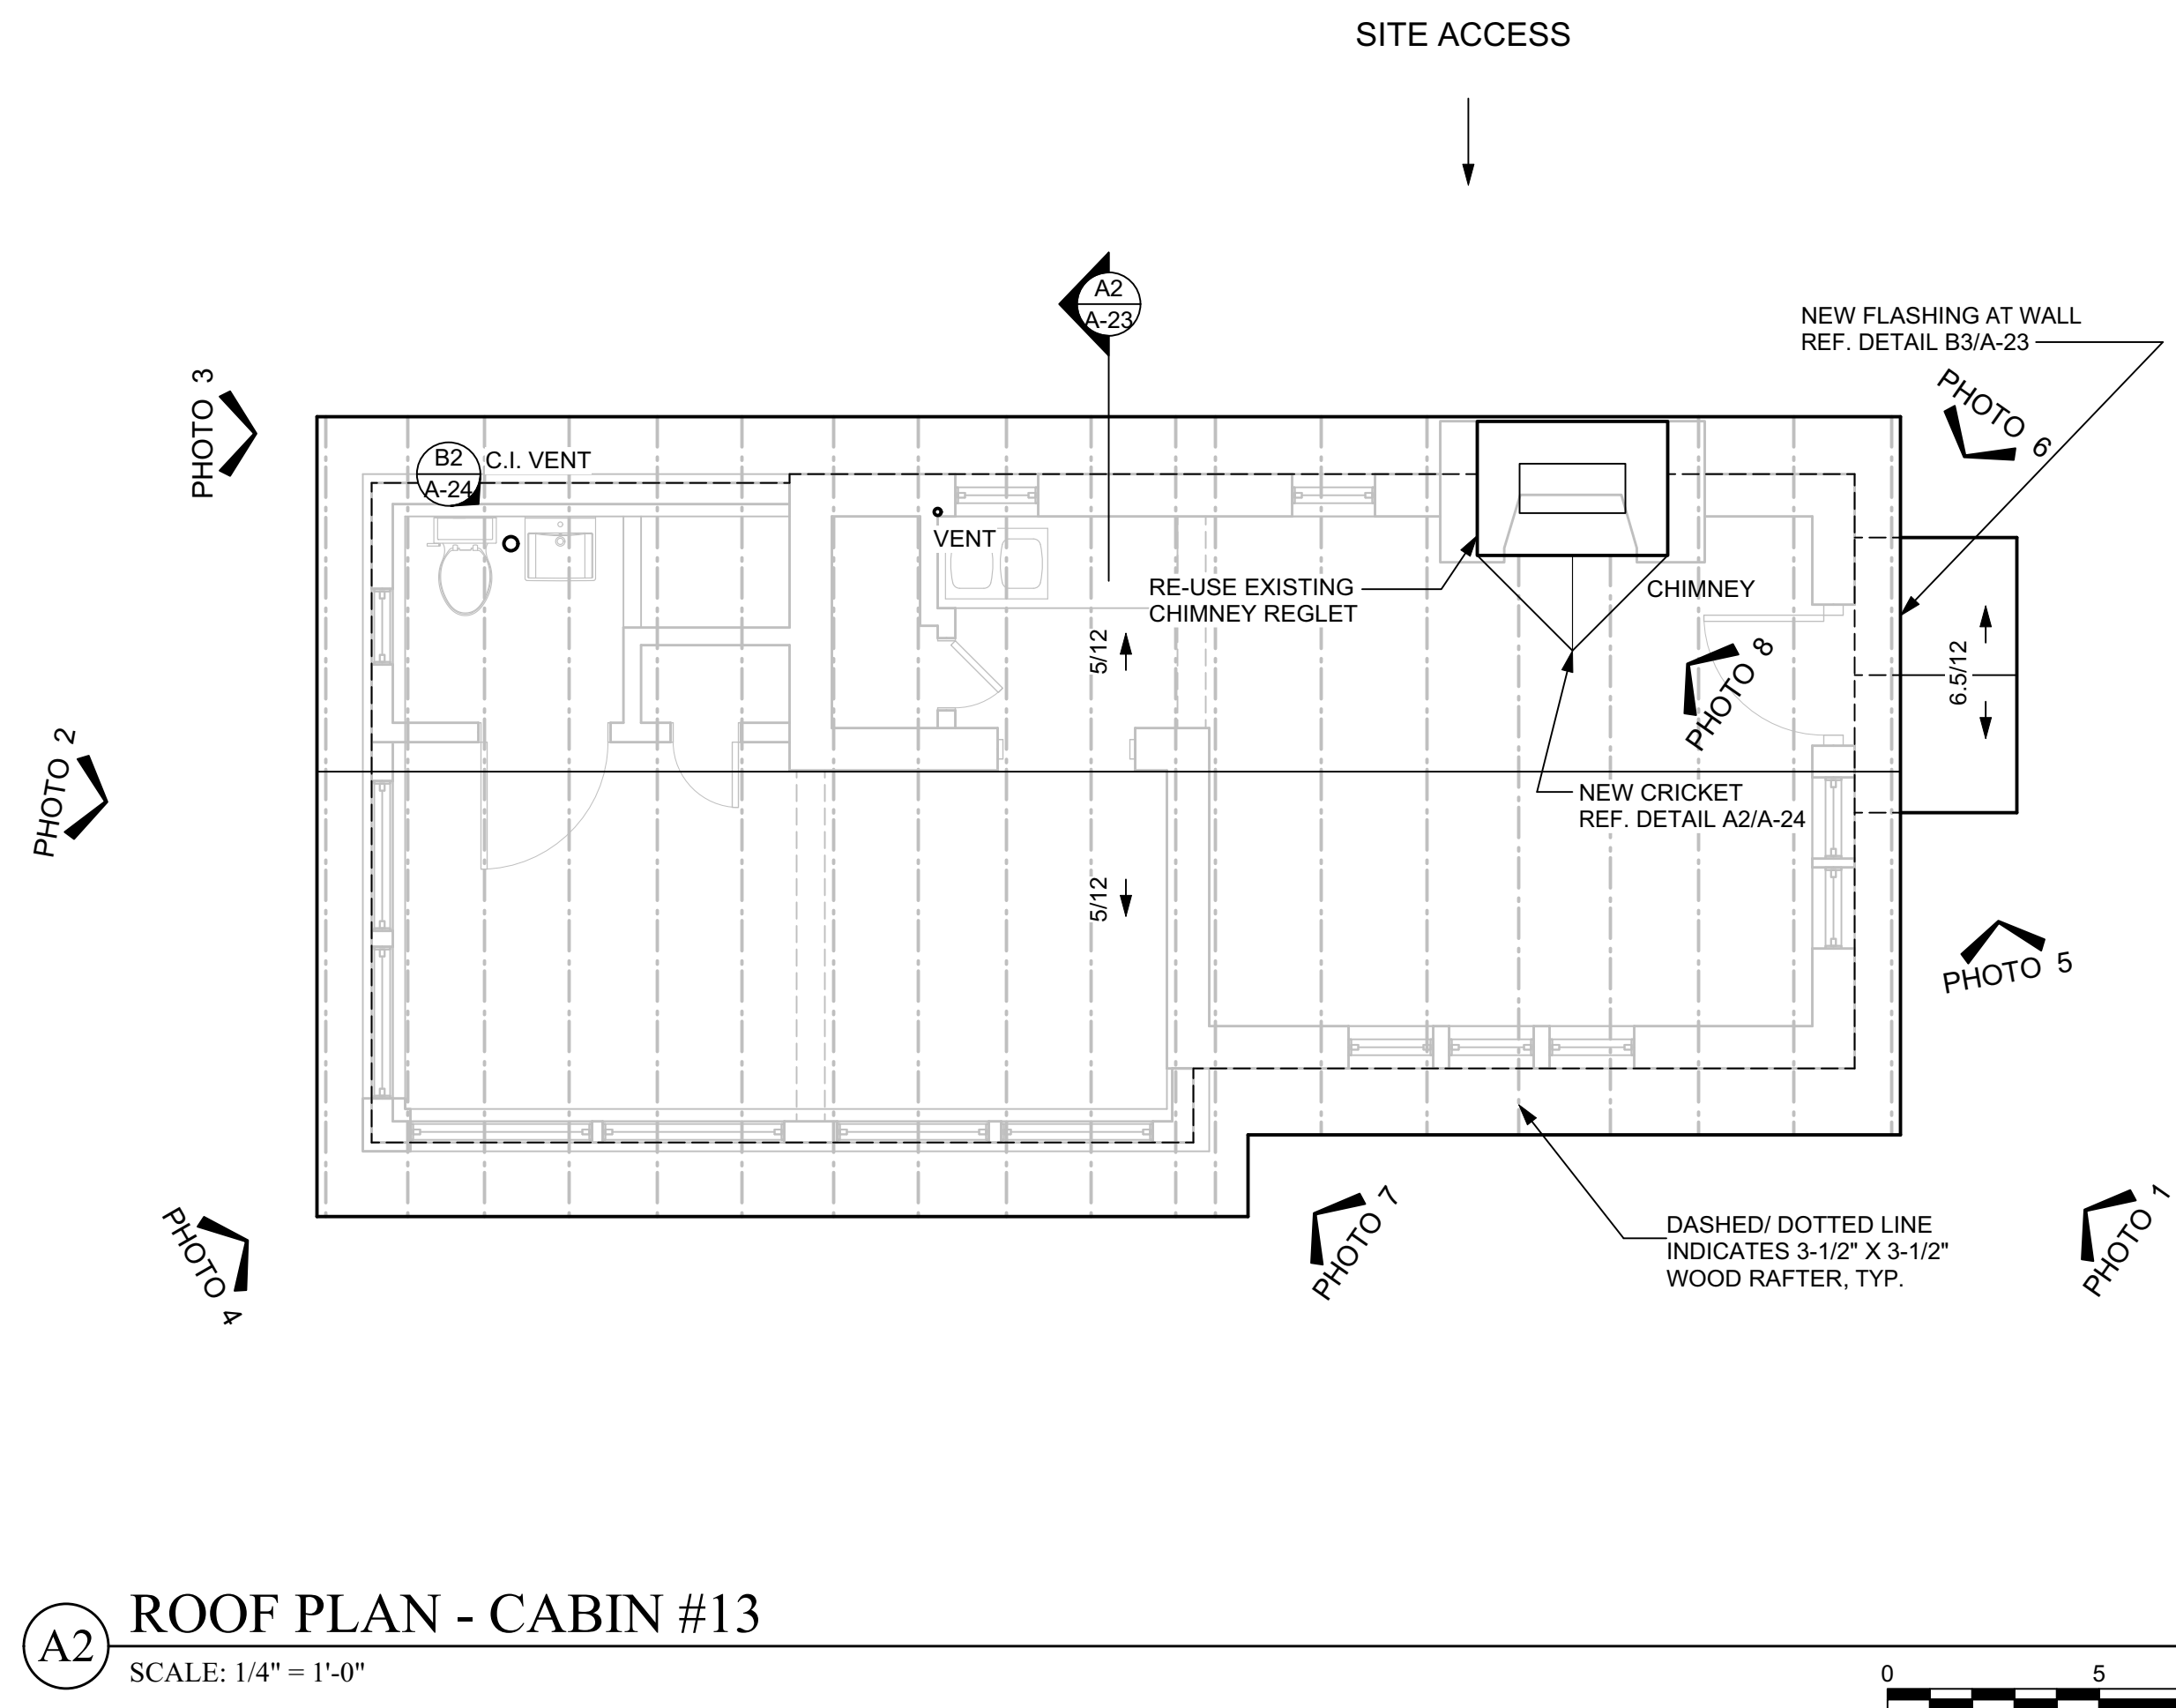 SITE ACCESS
A2
A-23
NEW FLASHING AT WALL
REF. DETAIL B3/A-23
PHOTO 3
PHOTO 6
B2
A-24
C.I. VENT
VENT
RE-USE EXISTING
CHIMNEY REGLET
CHIMNEY
5/12
6.5/12
PHOTO 8
PHOTO 2
NEW CRICKET
REF. DETAIL A2/A-24
5/12
PHOTO 5
PHOTO 4
PHOTO 7
PHOTO 1
DASHED/ DOTTED LINE
INDICATES 3-1/2" X 3-1/2"
WOOD RAFTER, TYP.
A2
ROOF PLAN - CABIN #13
SCALE: 1/4" = 1'-0"
0 5